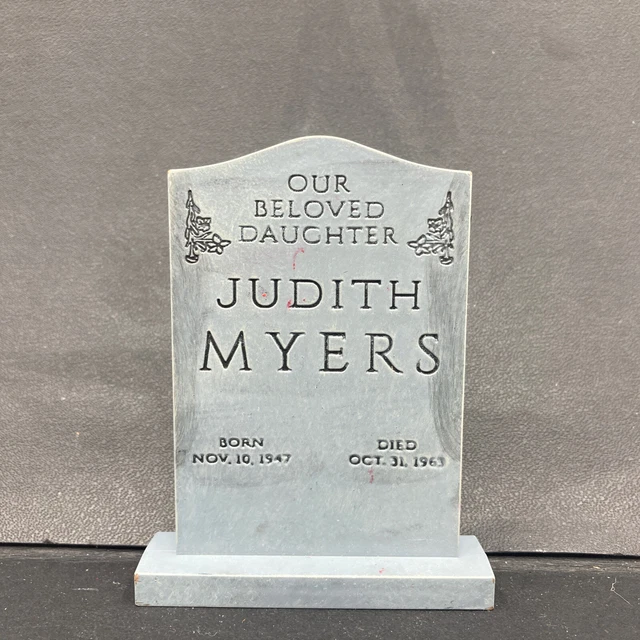 OUR
BELOVED
DAUGHTER
JUDITH
MYERS
BORN
NOV. 10, 1947
DIED
OCT. 31, 1963